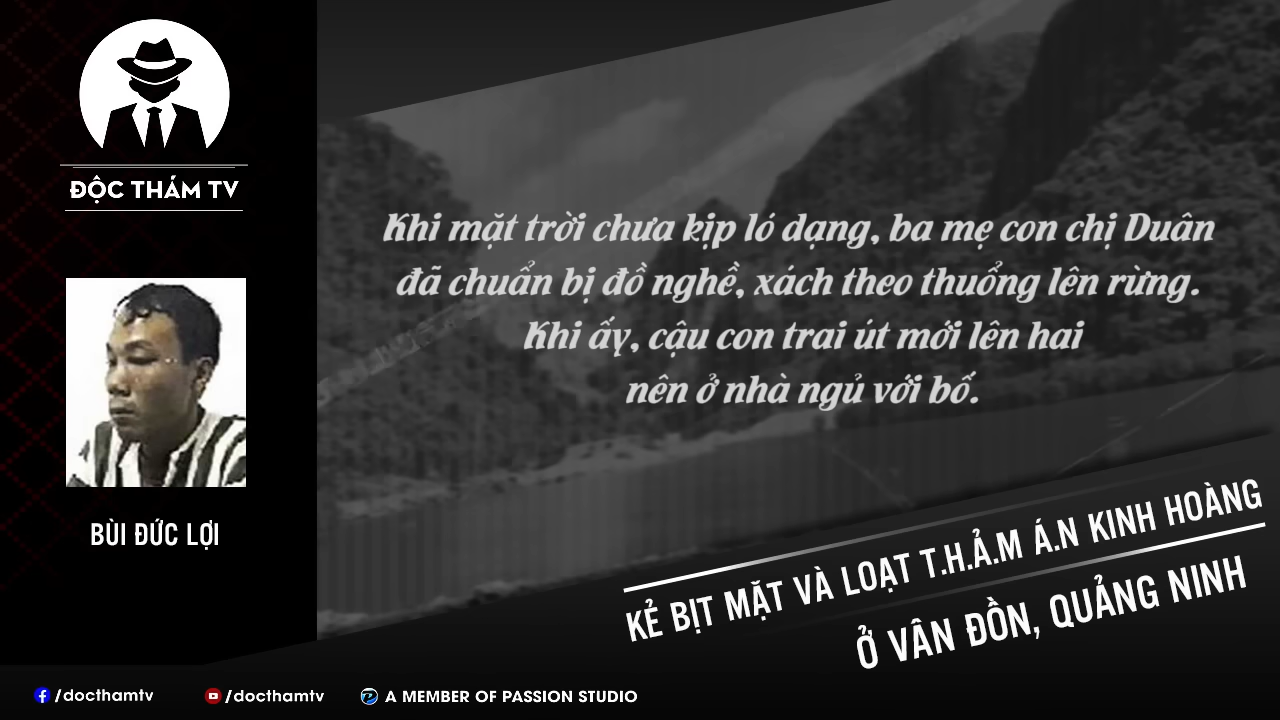 ĐỘC THÁM TV
BÙI ĐỨC LỢI
Khi mặt trời chưa kịp ló dạng, ba mẹ con chị Duân
đã chuẩn bị đồ nghề, xách theo thuổng lên rừng.
Khi ấy, cậu con trai út mới lên hai
nên ở nhà ngủ với bố.
KẺ BỊT MẶT VÀ LOẠT T.H.Ả.M Á.N KINH HOÀNG
Ở VÂN ĐỒN, QUẢNG NINH
/docthamtv
/docthamtv
A MEMBER OF PASSION STUDIO